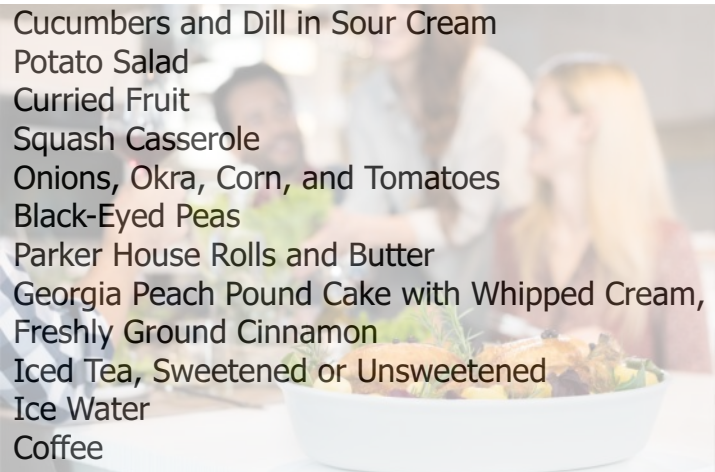 Cucumbers and Dill in Sour Cream
Potato Salad
Curried Fruit
Squash Casserole
Onions, Okra, Corn, and Tomatoes
Black-Eyed Peas
Parker House Rolls and Butter
Georgia Peach Pound Cake with Whipped Cream,
Freshly Ground Cinnamon
Iced Tea, Sweetened or Unsweetened
Ice Water
Coffee